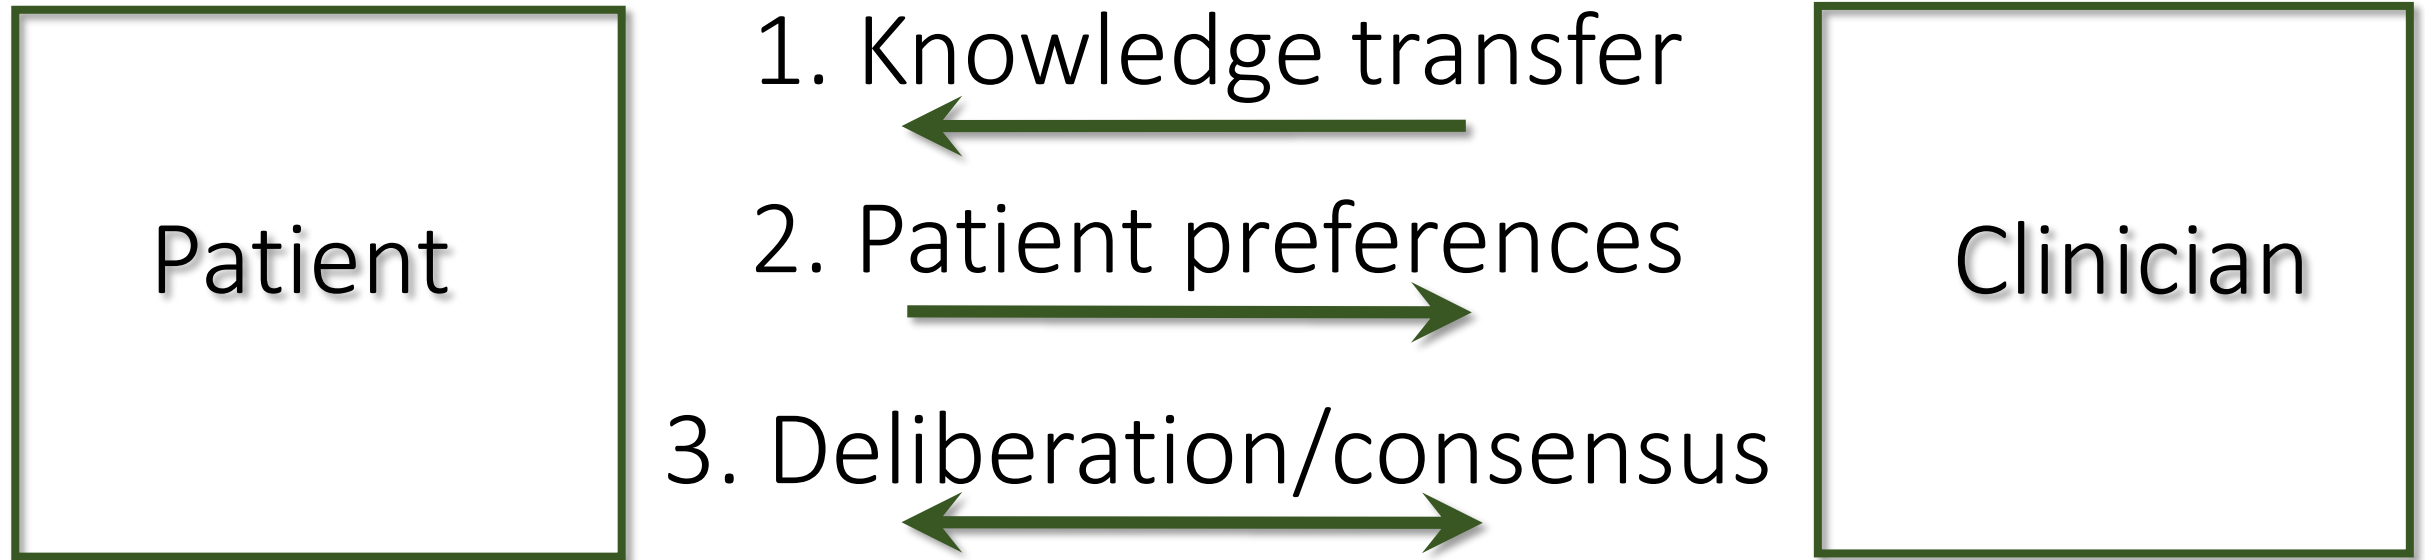 Patient
1. Knowledge transfer
2. Patient preferences
3. Deliberation/consensus
Clinician